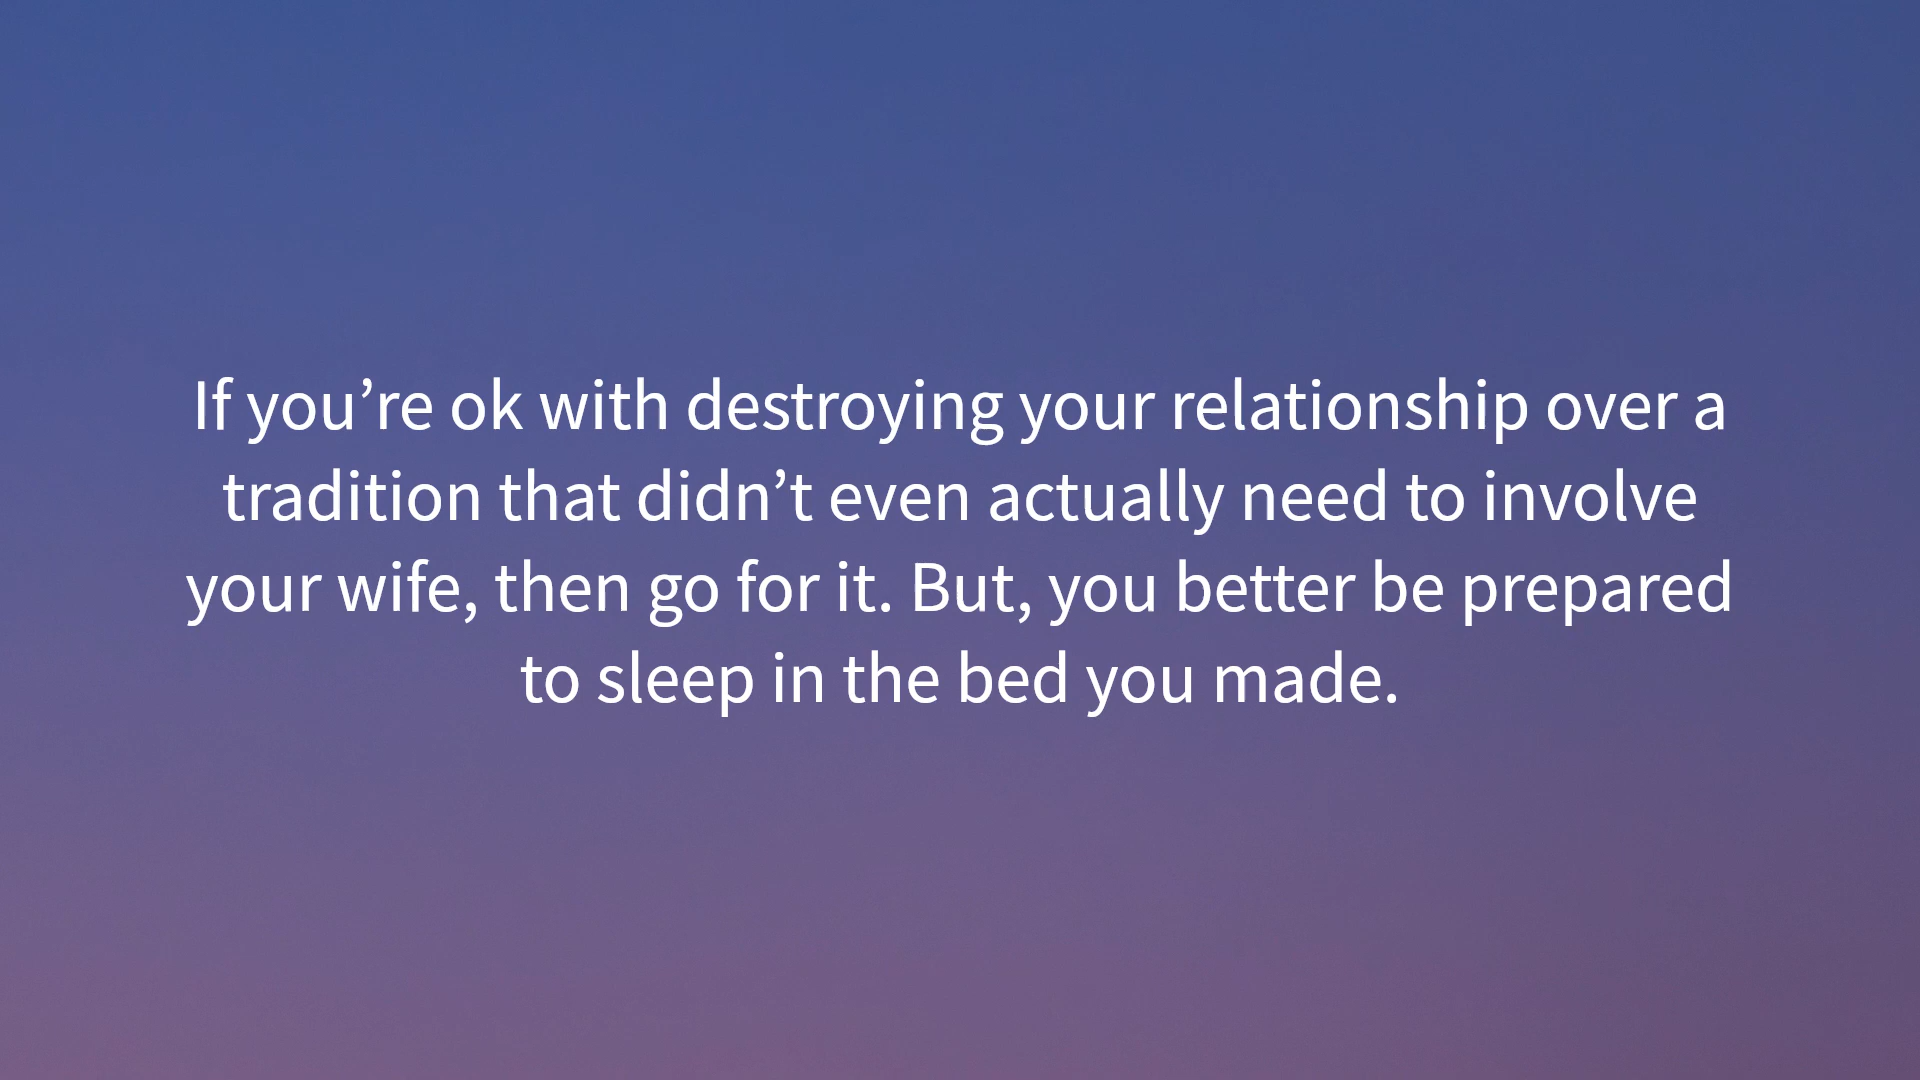 If you’re ok with destroying your relationship over a
tradition that didn’t even actually need to involve
your wife, then go for it. But, you better be prepared
to sleep in the bed you made.